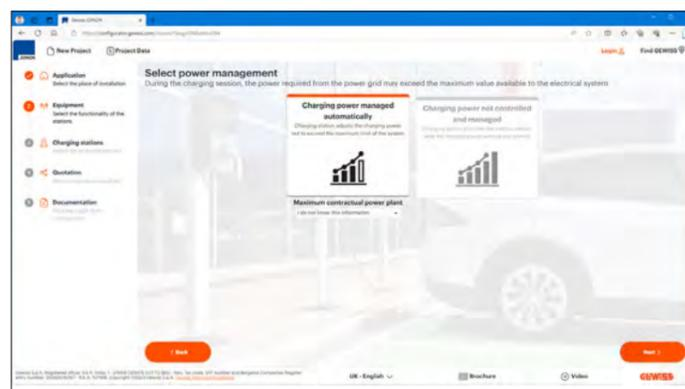 Gewiss JOINON
New Project
Project Data
Login
Find GEWISS
Application
Select the place of installation
Equipment
Select the functionality of the
stations
Charging stations
Quotation
Documentation
Select power management
During the charging session, the power required from the power grid may exceed the maximum value available to the electrical system
Charging power managed
automatically
Charging station adjusts the charging power
not to exceed the maximum limit of the system
Charging power not controlled
and managed
Maximum contractual power plant
I do not know this information
Back
Next
UK - English
Brochure
Video
GEWISS